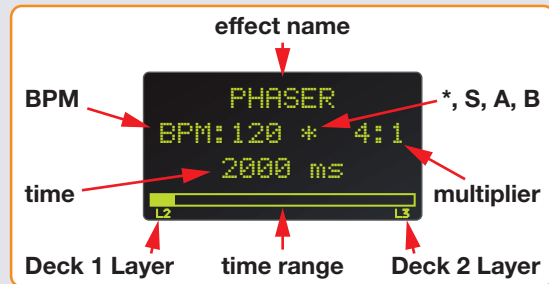 effect name
BPM
PHASER
*, S, A, B
BPM:120 * 4:1
time
2000 ms
multiplier
L2
L3
Deck 1 Layer
time range
Deck 2 Layer